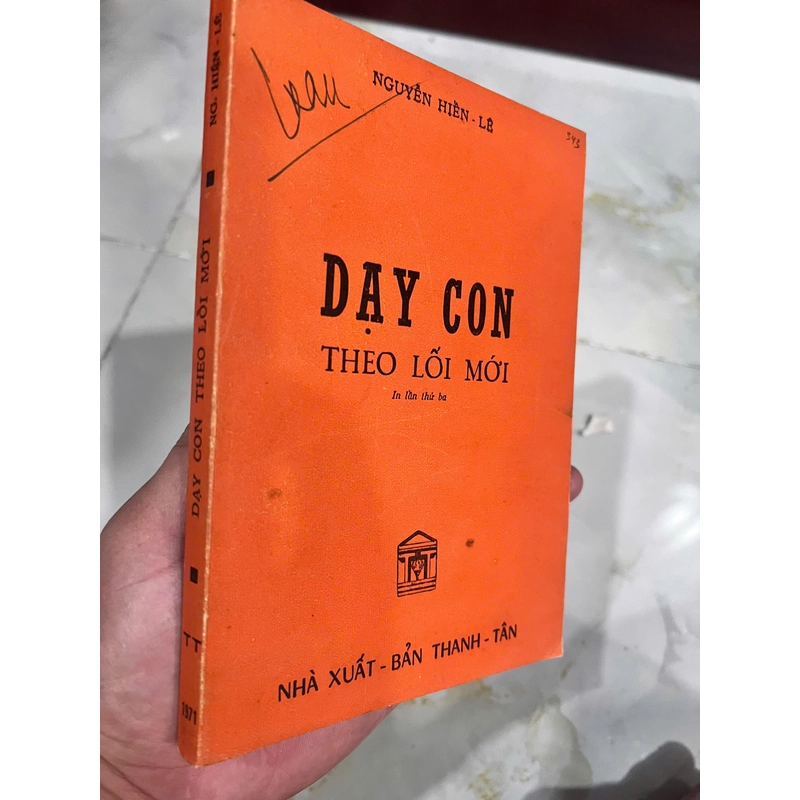 NGUYỄN HIẾN-LÊ
343
DẠY CON
THEO LỐI MỚI
In lần thứ ba
NHÀ XUẤT-BẢN THANH-TÂN
NG. HIẾN-LÊ
DẠY CON THEO LỐI MỚI
TT
1971